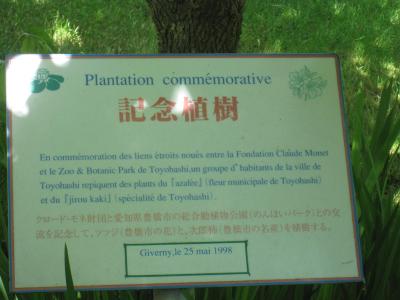 Plantation commémorative
記念植樹
En commémoration des liens étroits noués entre la Fondation Claude Monet
et le Zoo & Botanic Park de Toyohashi,un groupe d'habitants de la ville de
Toyohashi repiquent des plants du 『azalée』(fleur municipale de Toyohashi)
et du 『jirou kaki』(spécialité de Toyohashi).
クロード・モネ財団と愛知県豊橋市の総合動植物公園(のんほいパーク)との交
流を記念して、ツツジ(豊橋市の花)と、次郎柿(豊橋市の名産)を植樹する。
Giverny,le 25 mai 1998